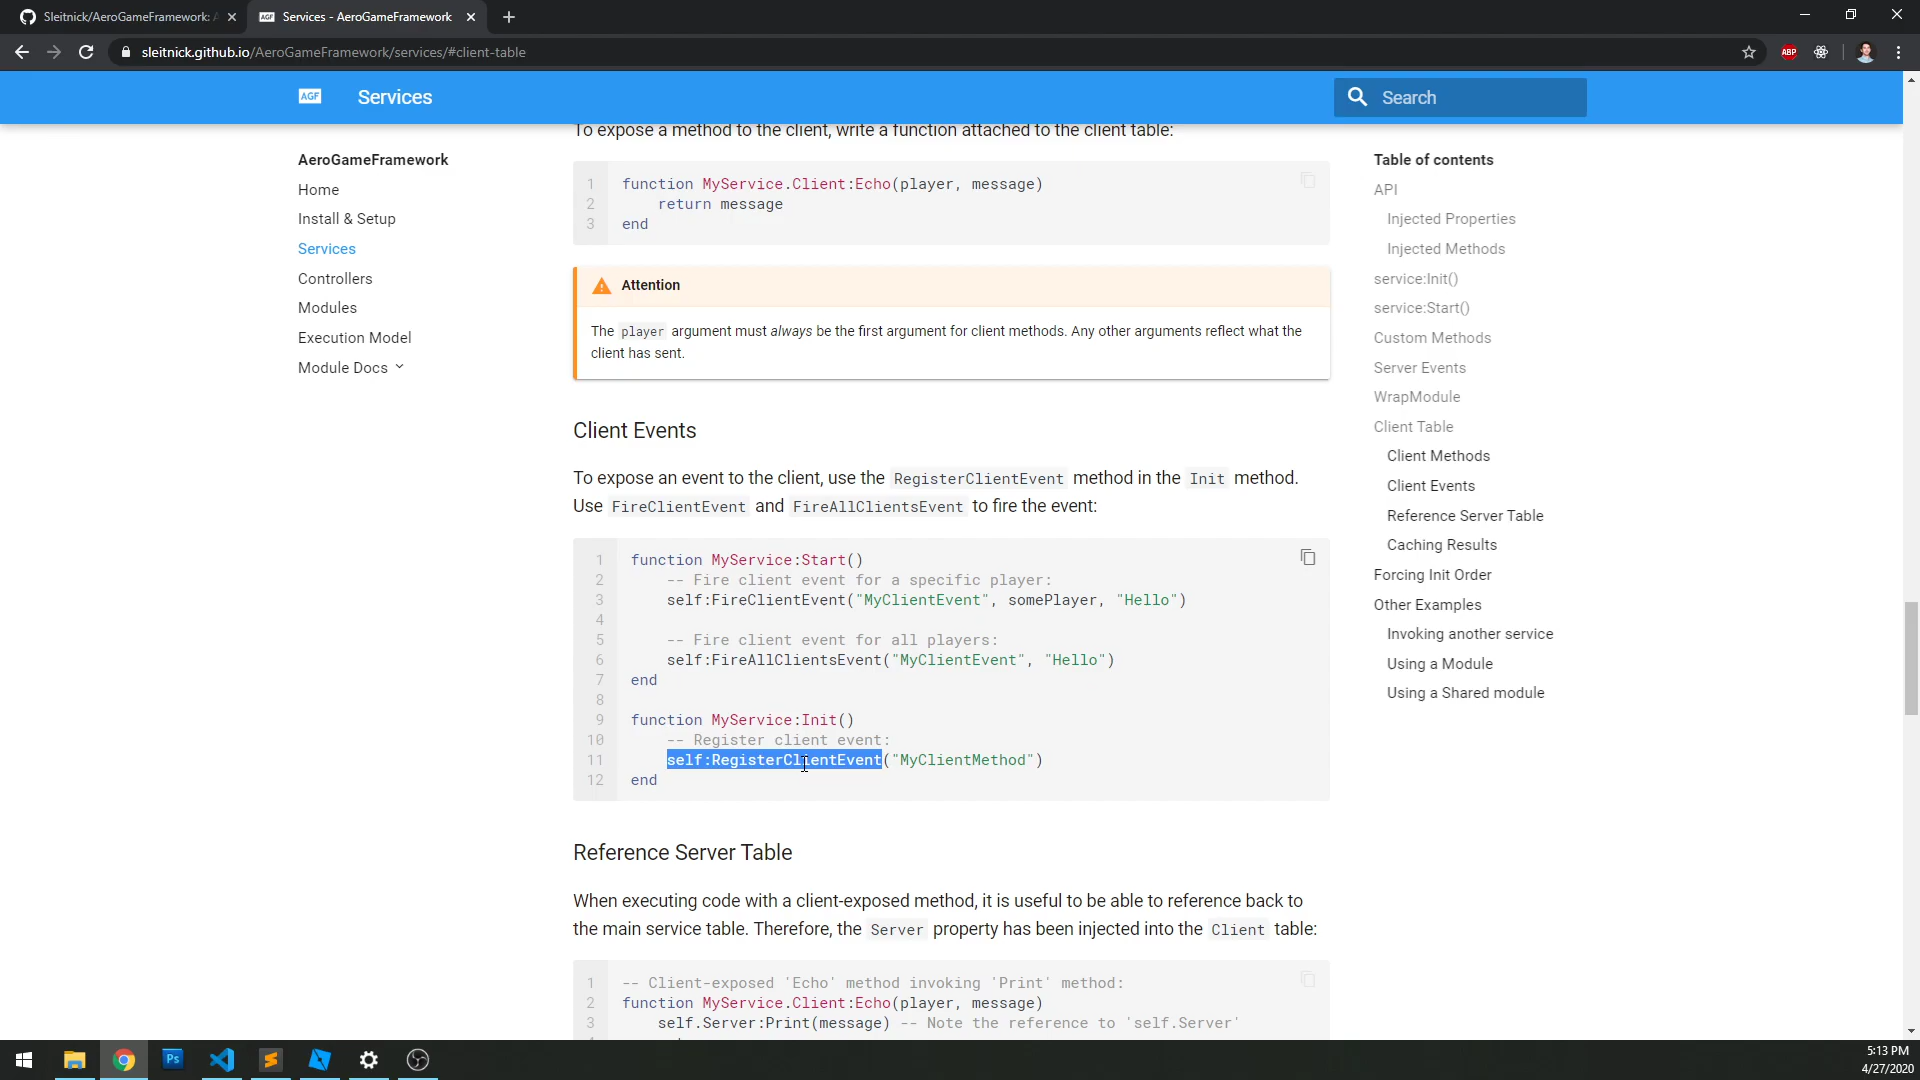 Sleitnick/AeroGameFramework:
Services - AeroGameFramework
sleitnick.github.io/AeroGameFramework/services/#client-table
ABP
AGF
Services
Search
AeroGameFramework
Home
Install & Setup
Services
Controllers
Modules
Execution Model
Module Docs
To expose a method to the client, write a function attached to the client table:
1 function MyService.Client:Echo(player, message)
2 return message
3 end
Attention
The player argument must always be the first argument for client methods. Any other arguments reflect what the
client has sent.
Client Events
To expose an event to the client, use the RegisterClientEvent method in the Init method.
Use FireClientEvent and FireAllClientsEvent to fire the event:
1 function MyService:Start()
2 -- Fire client event for a specific player:
3 self:FireClientEvent("MyClientEvent", somePlayer, "Hello")
4
5 -- Fire client event for all players:
6 self:FireAllClientsEvent("MyClientEvent", "Hello")
7 end
8
9 function MyService:Init()
10 -- Register client event:
11 self:RegisterClientEvent("MyClientMethod")
12 end
Reference Server Table
When executing code with a client-exposed method, it is useful to be able to reference back to
the main service table. Therefore, the Server property has been injected into the Client table:
1 -- Client-exposed 'Echo' method invoking 'Print' method:
2 function MyService.Client:Echo(player, message)
3 self.Server:Print(message) -- Note the reference to 'self.Server'
Table of contents
API
Injected Properties
Injected Methods
service:Init()
service:Start()
Custom Methods
Server Events
WrapModule
Client Table
Client Methods
Client Events
Reference Server Table
Caching Results
Forcing Init Order
Other Examples
Invoking another service
Using a Module
Using a Shared module
Ps
5:13 PM
4/27/2020